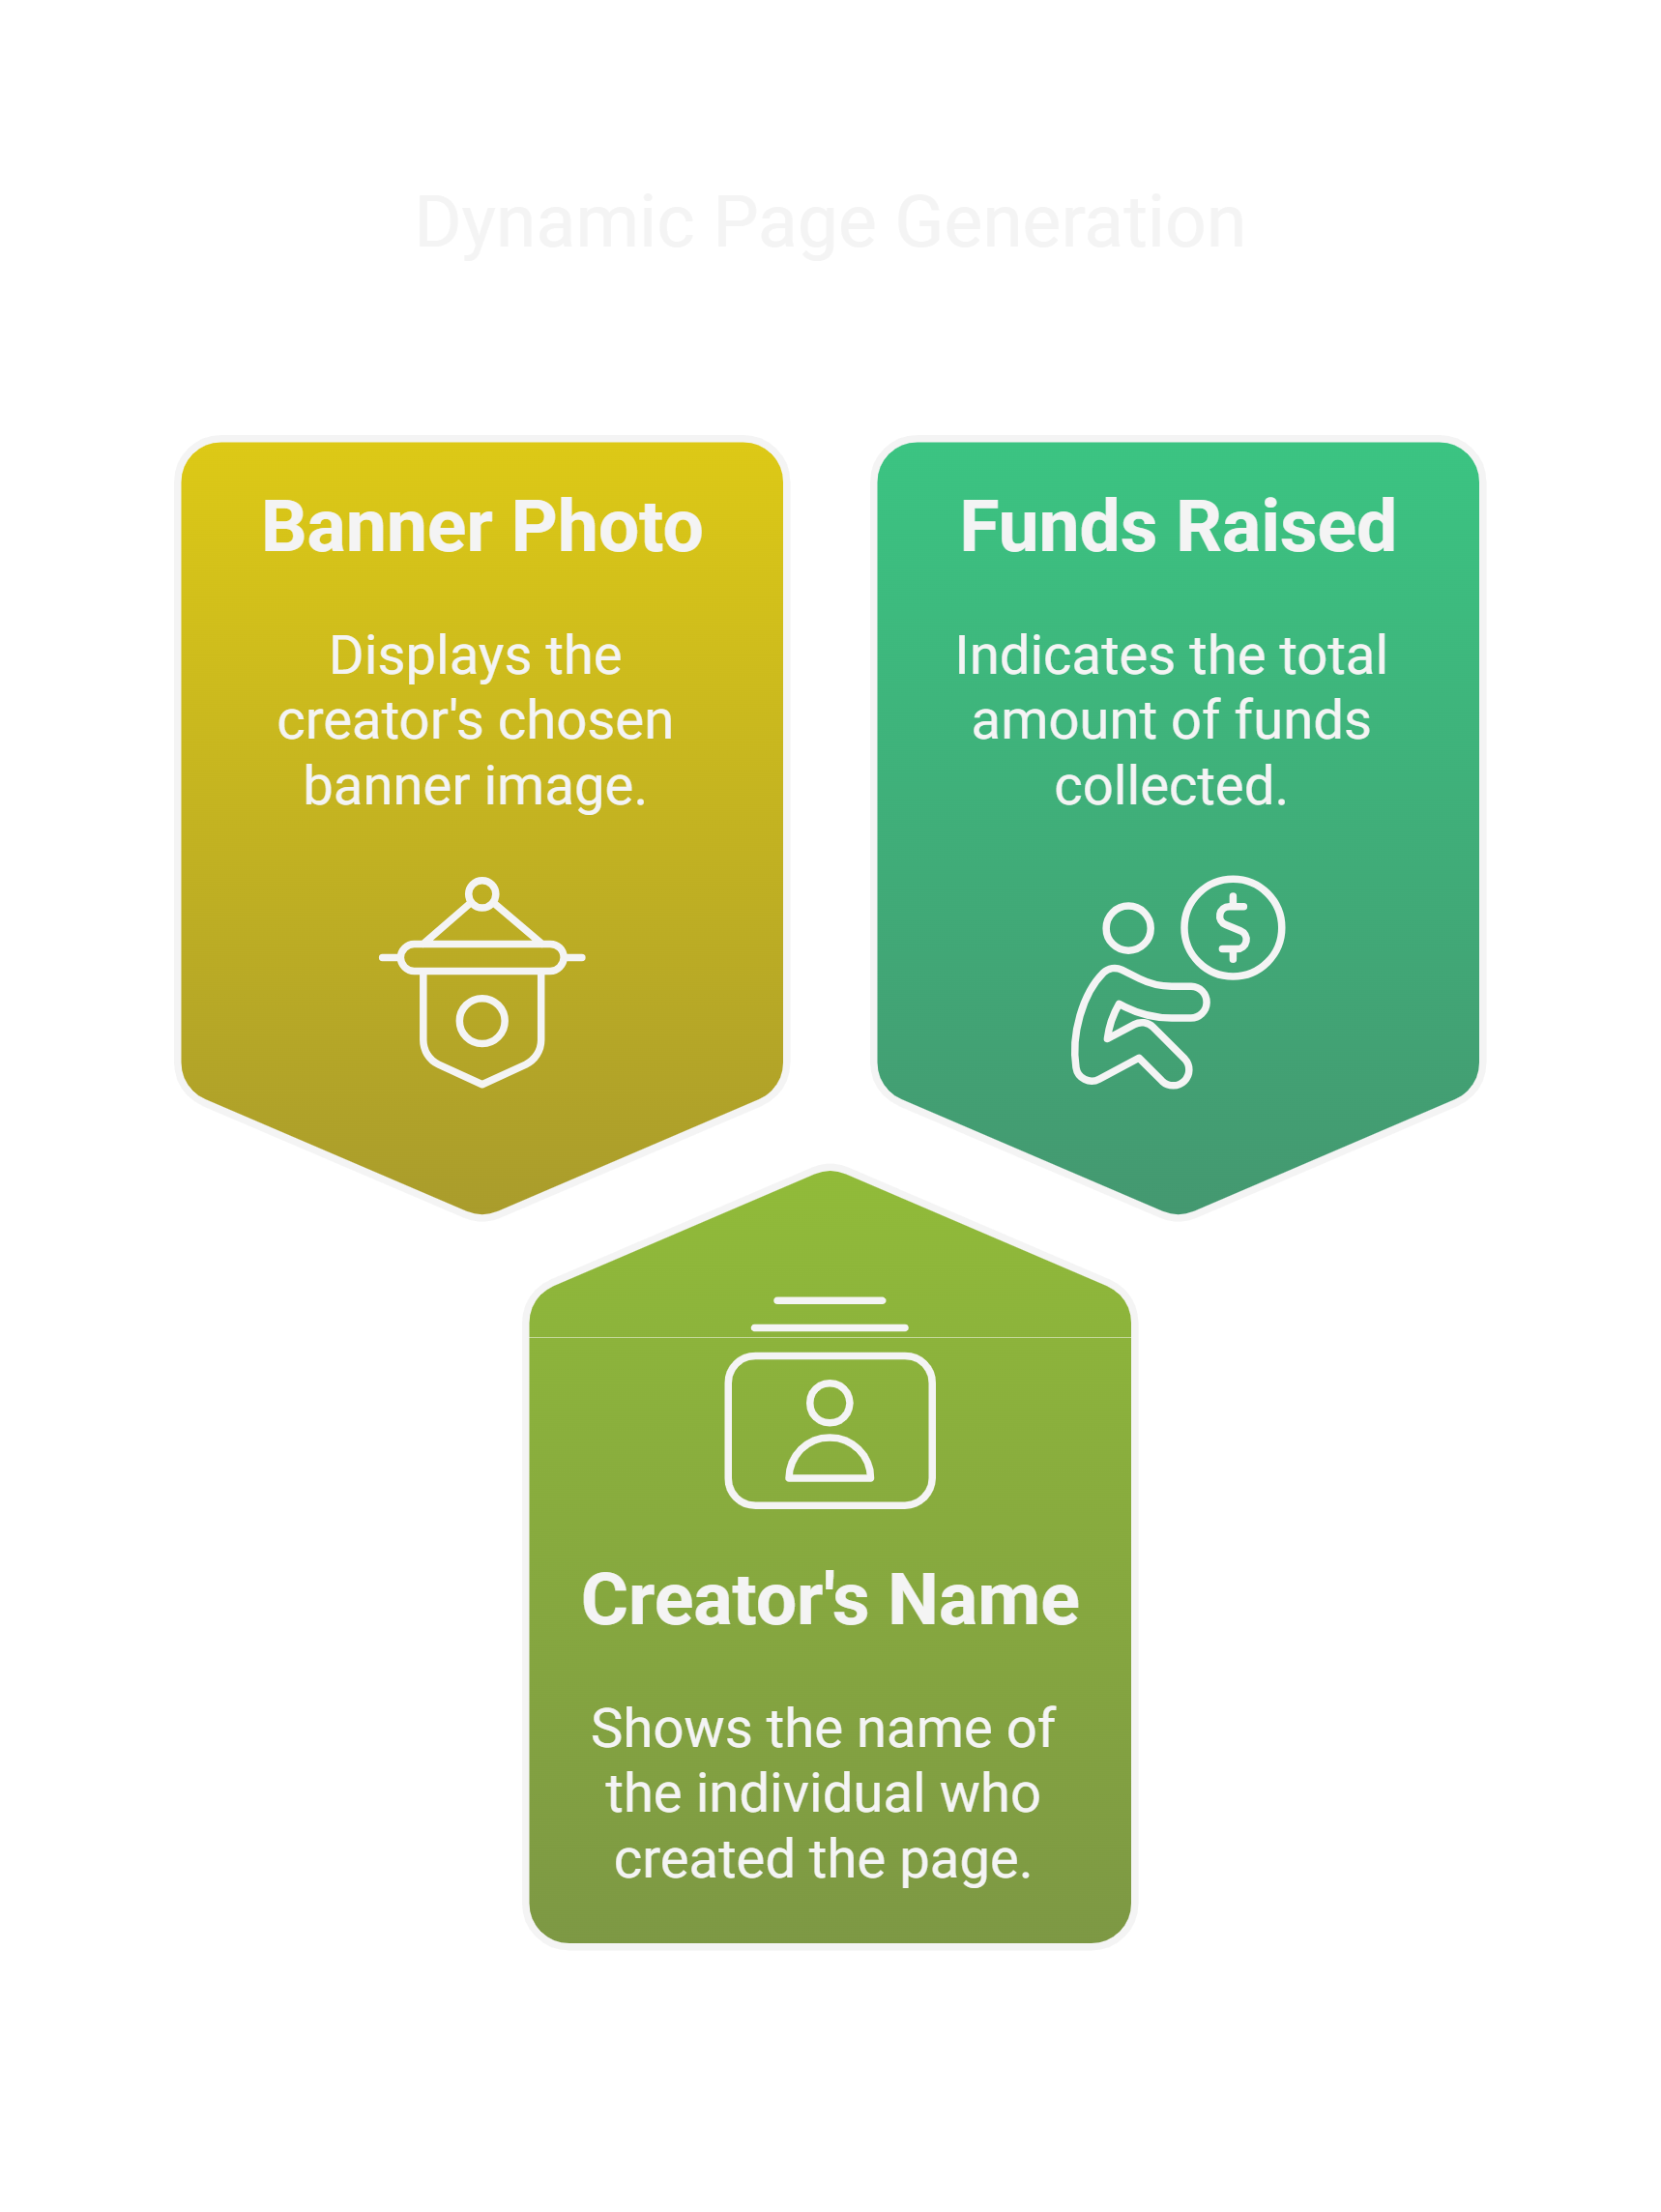 Dynamic Page Generation
Banner Photo
Displays the
creator's chosen
banner image.
Funds Raised
Indicates the total
amount of funds
collected.
$
Creator's Name
Shows the name of
the individual who
created the page.